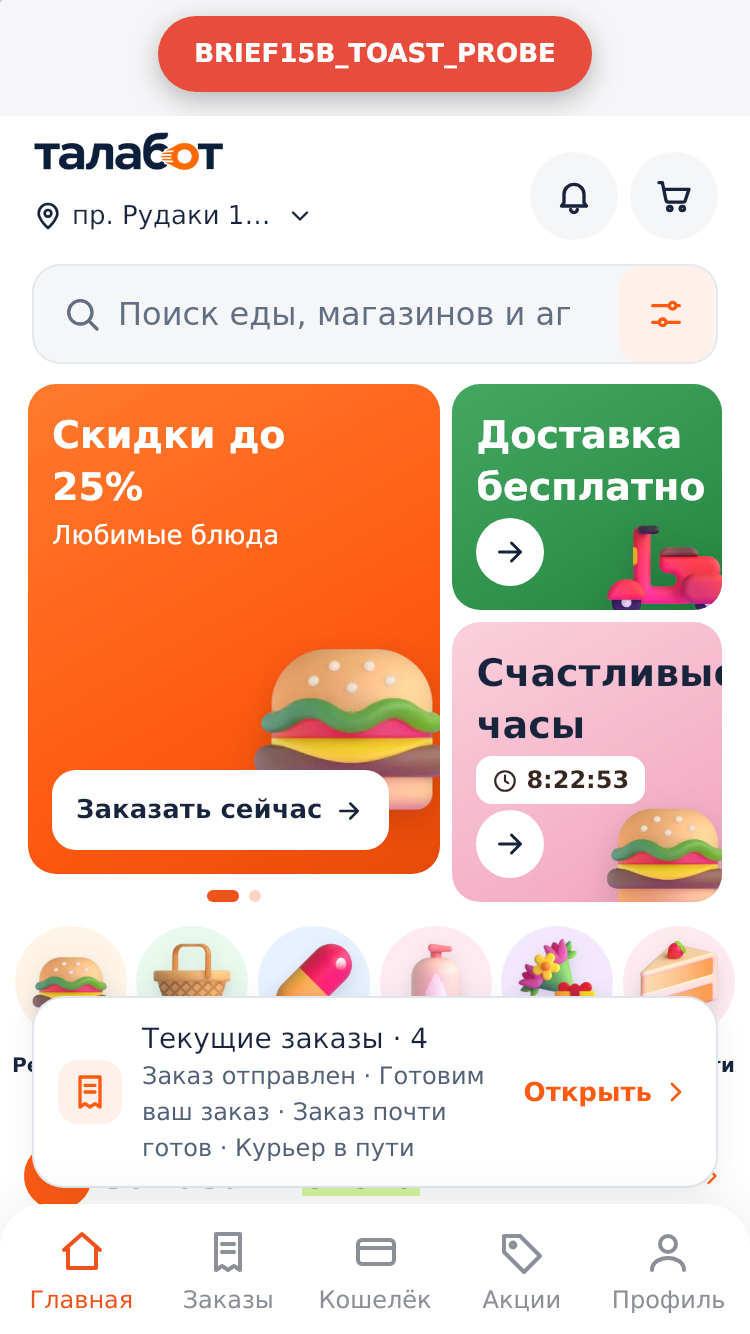 BRIEF15B_TOAST_PROBE
талабот
пр. Рудаки 1...
Поиск еды, магазинов и аг
Скидки до
25%
Любимые блюда
Заказать сейчас
Доставка
бесплатно
Счастливые
часы
8:22:53
Текущие заказы · 4
Заказ отправлен · Готовим
ваш заказ · Заказ почти
готов · Курьер в пути
Открыть
Главная
Заказы
Кошелёк
Акции
Профиль